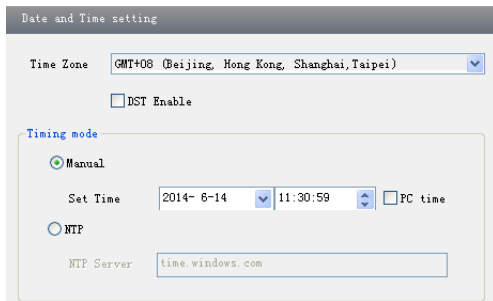 Date and Time setting
Time Zone GMT+08 (Beijing, Hong Kong, Shanghai,Taipei)
DST Enable
Timing mode
Manual
Set Time 2014- 6-14 11:30:59 PC time
NTP
NTP Server time.windows.com